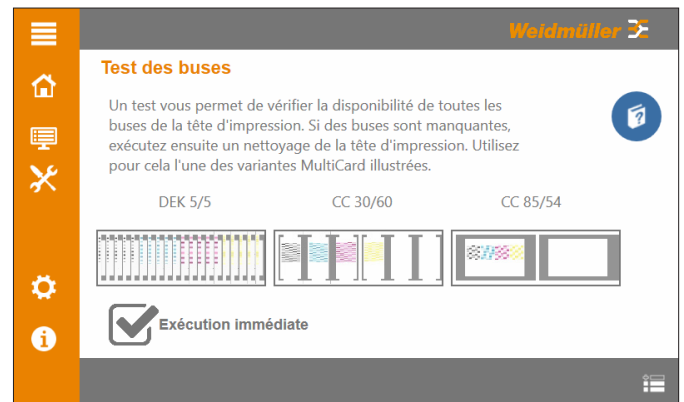 Weidmüller
Test des buses
Un test vous permet de vérifier la disponibilité de toutes les
buses de la tête d'impression. Si des buses sont manquantes,
exécutez ensuite un nettoyage de la tête d'impression. Utilisez
pour cela l'une des variantes MultiCard illustrées.
DEK 5/5 CC 30/60 CC 85/54
Exécution immédiate